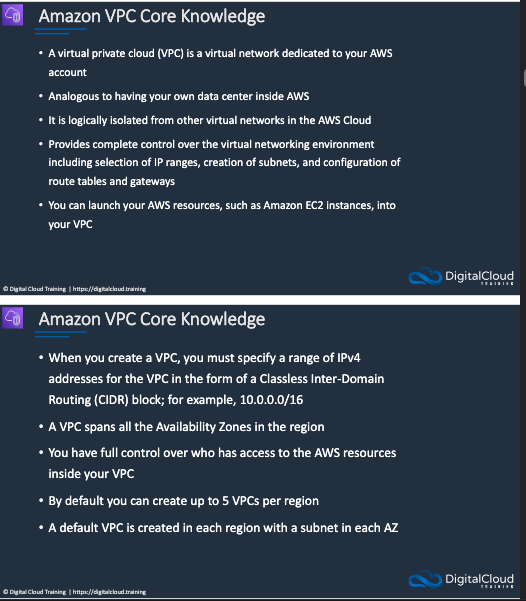 Amazon VPC Core Knowledge
• A virtual private cloud (VPC) is a virtual network dedicated to your AWS
account
• Analogous to having your own data center inside AWS
• It is logically isolated from other virtual networks in the AWS Cloud
• Provides complete control over the virtual networking environment
including selection of IP ranges, creation of subnets, and configuration of
route tables and gateways
• You can launch your AWS resources, such as Amazon EC2 instances, into
your VPC
DigitalCloud
TRAINING
© Digital Cloud Training | https://digitalcloud.training
Amazon VPC Core Knowledge
• When you create a VPC, you must specify a range of IPv4
addresses for the VPC in the form of a Classless Inter-Domain
Routing (CIDR) block; for example, 10.0.0.0/16
• A VPC spans all the Availability Zones in the region
• You have full control over who has access to the AWS resources
inside your VPC
• By default you can create up to 5 VPCs per region
• A default VPC is created in each region with a subnet in each AZ
DigitalCloud
TRAINING
© Digital Cloud Training | https://digitalcloud.training